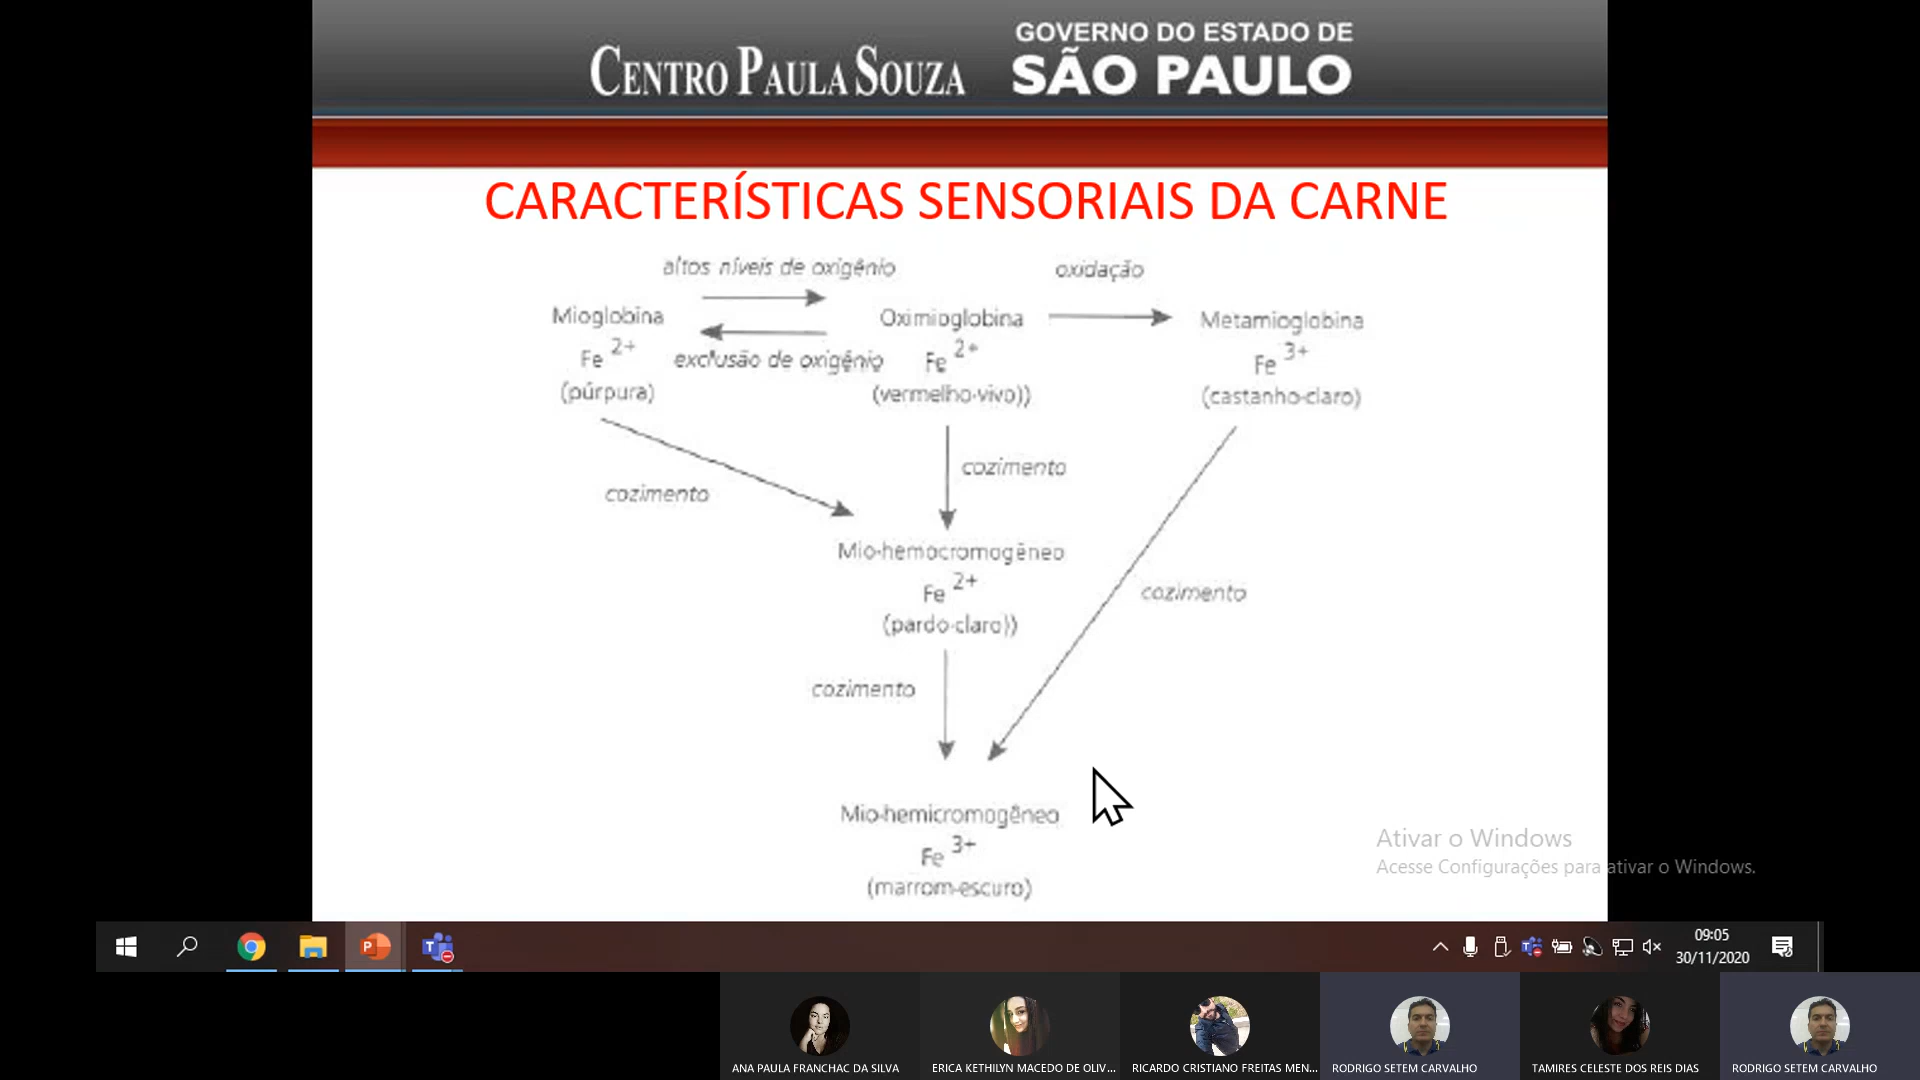 CENTRO PAULA SOUZA
GOVERNO DO ESTADO DE
SÃO PAULO
CARACTERÍSTICAS SENSORIAIS DA CARNE
altos níveis de oxigênio
oxidação
Mioglobina
Oximioglobina
Metamioglobina
Fe 2+
exclusão de oxigênio
Fe 2+
Fe 3+
(púrpura)
(vermelho-vivo))
(castanho-claro)
cozimento
cozimento
Mio-hemocromogêneo
Fe 2+
cozimento
(pardo-claro))
cozimento
Mio-hemicromogêneo
Fe 3+
(marrom-escuro)
Ativar o Windows
Acesse Configurações para ativar o Windows.
09:05
30/11/2020
ANA PAULA FRANCHAC DA SILVA
ERICA KETHILYN MACEDO DE OLIV...
RICARDO CRISTIANO FREITAS MEN...
RODRIGO SETEM CARVALHO
TAMIRES CELESTE DOS REIS DIAS
RODRIGO SETEM CARVALHO